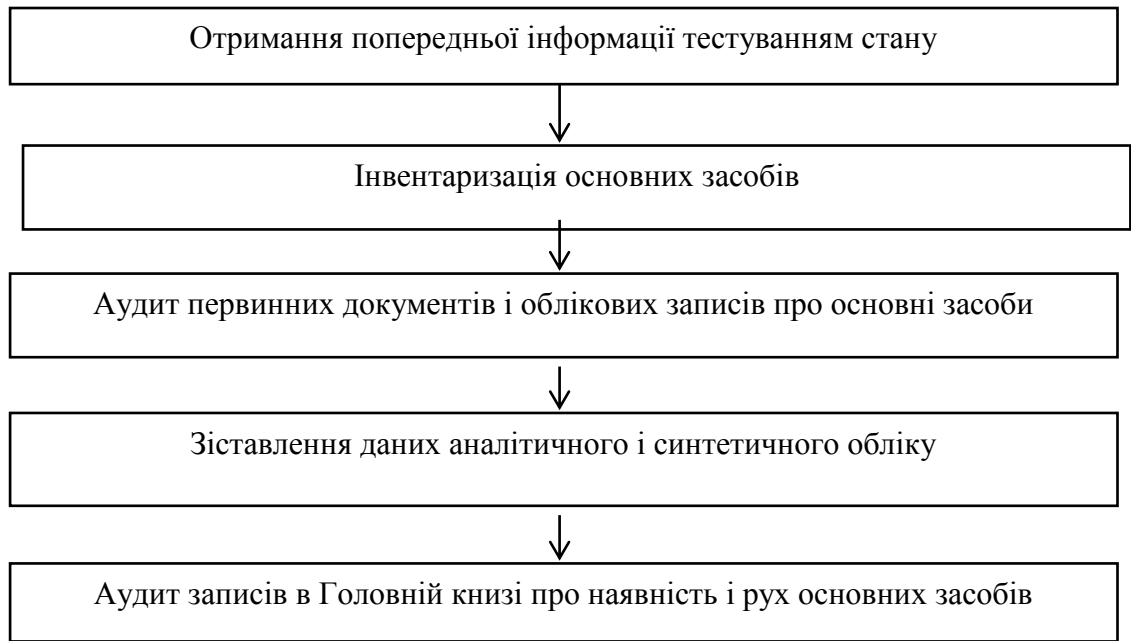 Отримання попередньої інформації тестуванням стану
Інвентаризація основних засобів
Аудит первинних документів і облікових записів про основні засоби
Зіставлення даних аналітичного і синтетичного обліку
Аудит записів в Головній книзі про наявність і рух основних засобів